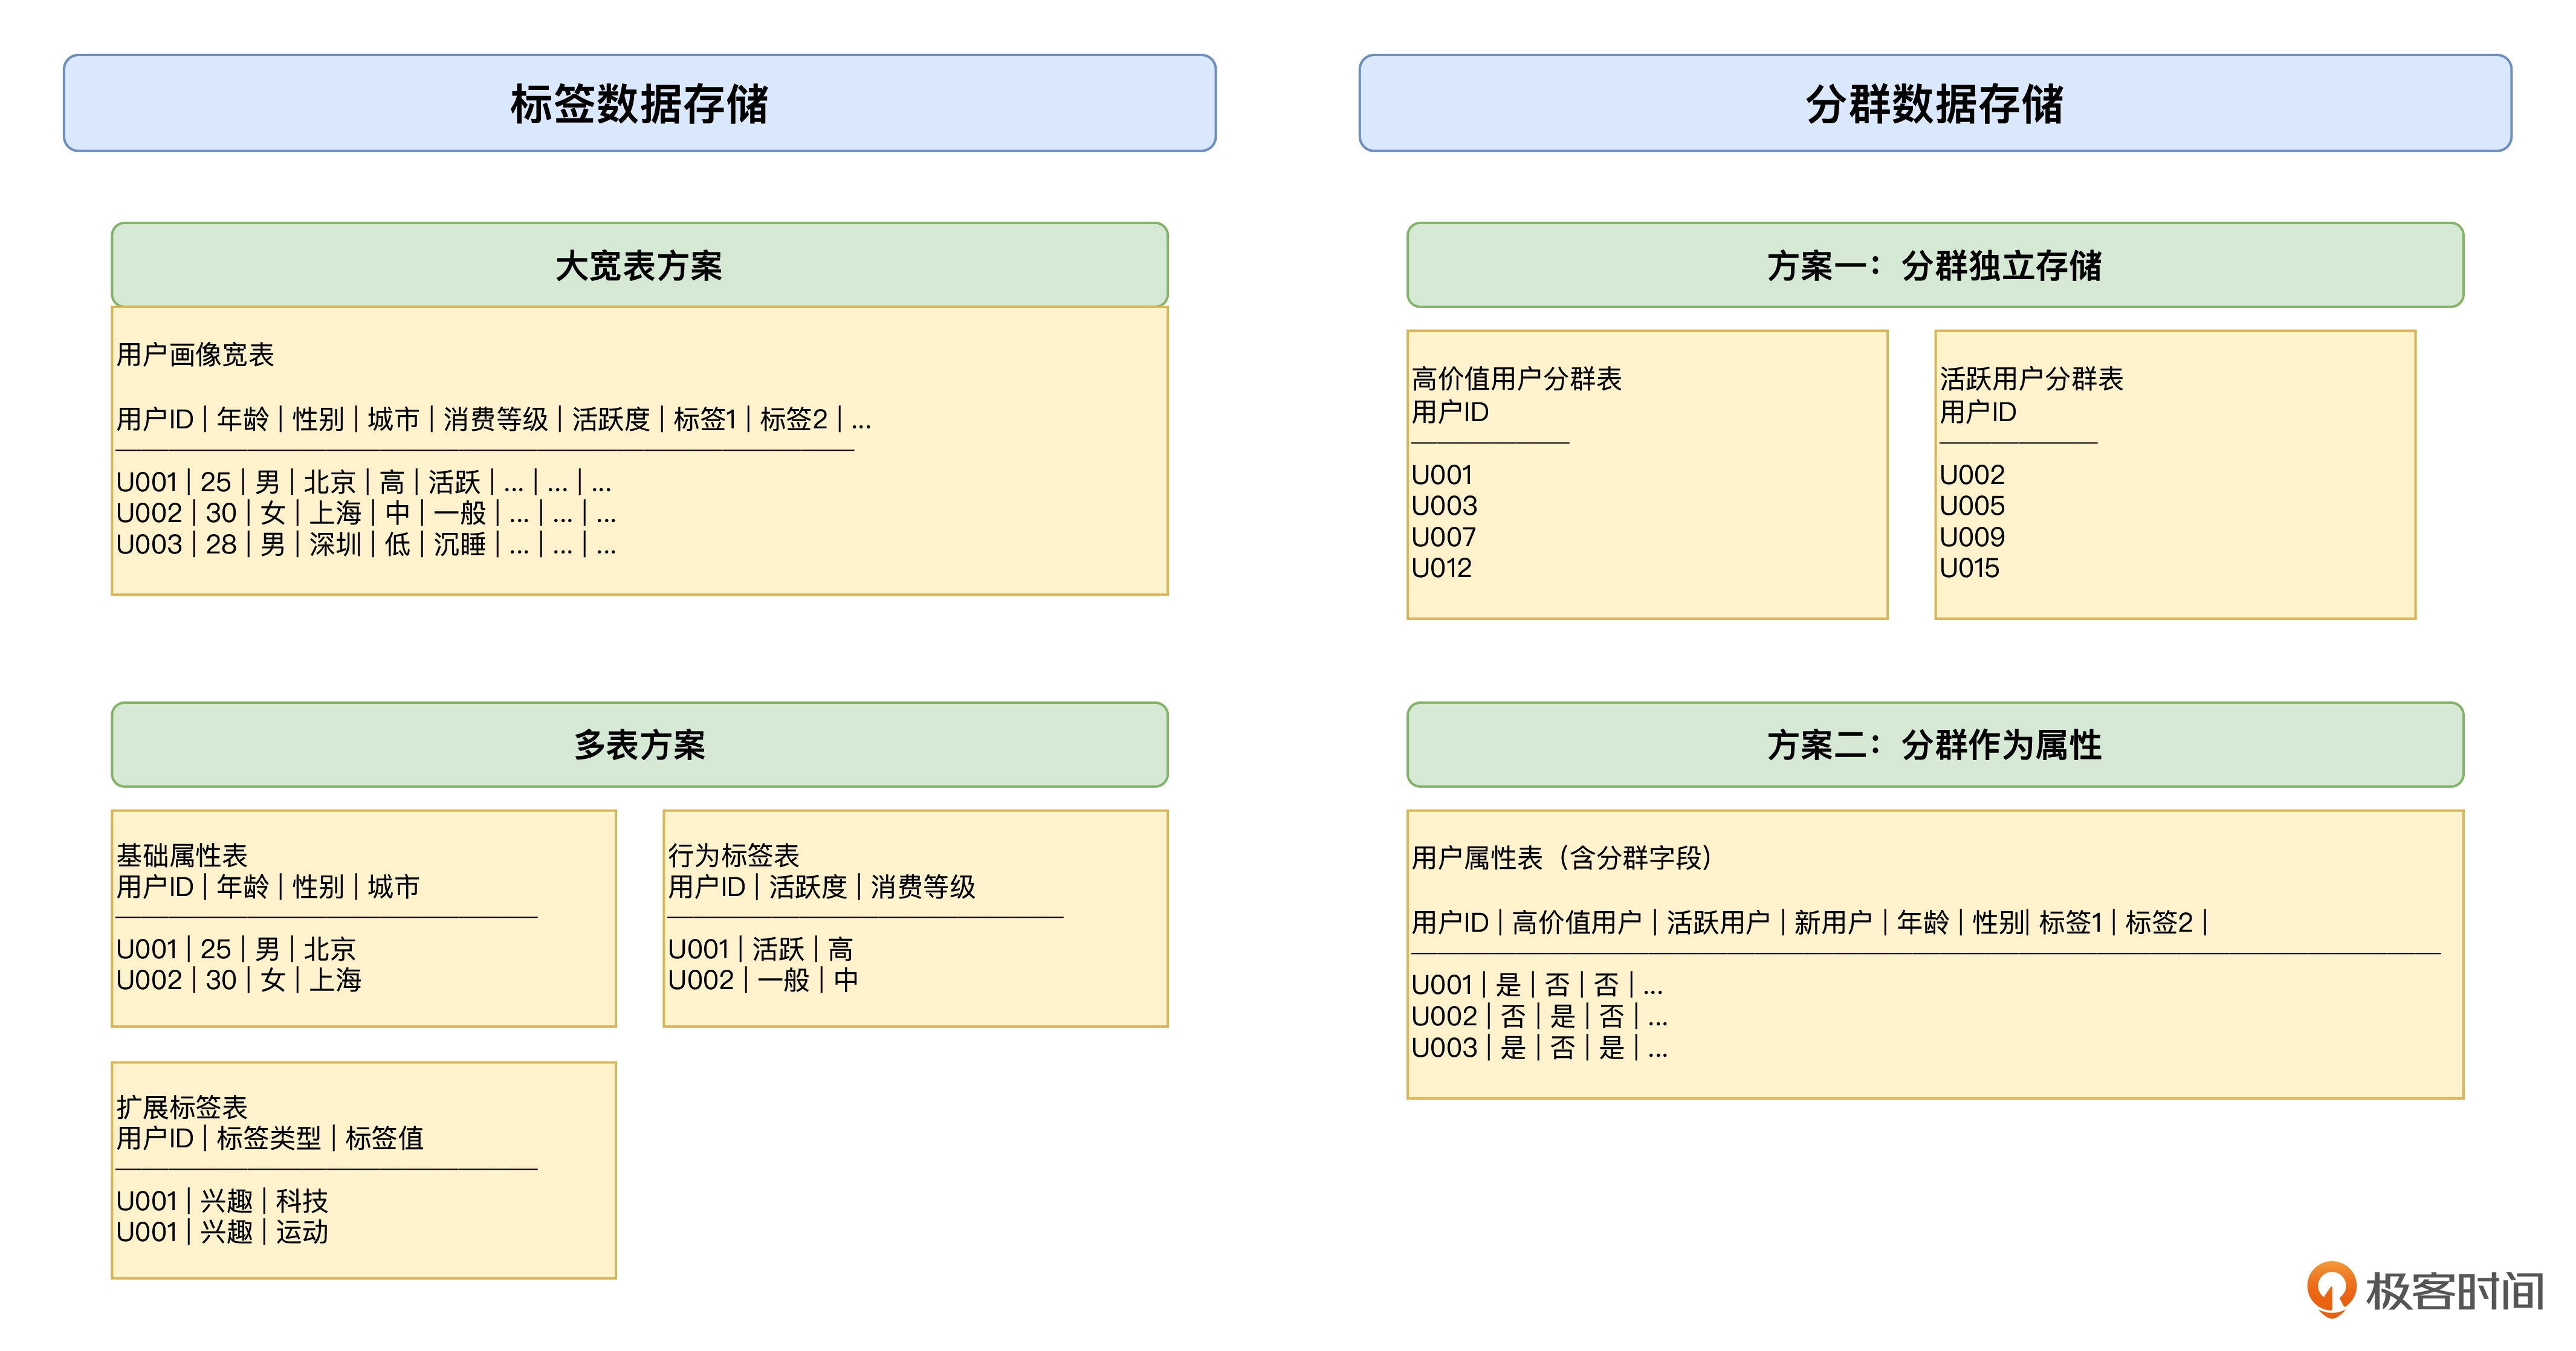 标签数据存储
大宽表方案
用户画像宽表
用户ID | 年龄 | 性别 | 城市 | 消费等级 | 活跃度 | 标签1 | 标签2 | ...
U001 | 25 | 男 | 北京 | 高 | 活跃 | ... | ... | ...
U002 | 30 | 女 | 上海 | 中 | 一般 | ... | ... | ...
U003 | 28 | 男 | 深圳 | 低 | 沉睡 | ... | ... | ...
多表方案
基础属性表
用户ID | 年龄 | 性别 | 城市
U001 | 25 | 男 | 北京
U002 | 30 | 女 | 上海
行为标签表
用户ID | 活跃度 | 消费等级
U001 | 活跃 | 高
U002 | 一般 | 中
扩展标签表
用户ID | 标签类型 | 标签值
U001 | 兴趣 | 科技
U001 | 兴趣 | 运动
分群数据存储
方案一：分群独立存储
高价值用户分群表
用户ID
U001
U003
U007
U012
活跃用户分群表
用户ID
U002
U005
U009
U015
方案二：分群作为属性
用户属性表（含分群字段）
用户ID | 高价值用户 | 活跃用户 | 新用户 | 年龄 | 性别| 标签1 | 标签2 |
U001 | 是 | 否 | 否 | ...
U002 | 否 | 是 | 否 | ...
U003 | 是 | 否 | 是 | ...
极客时间